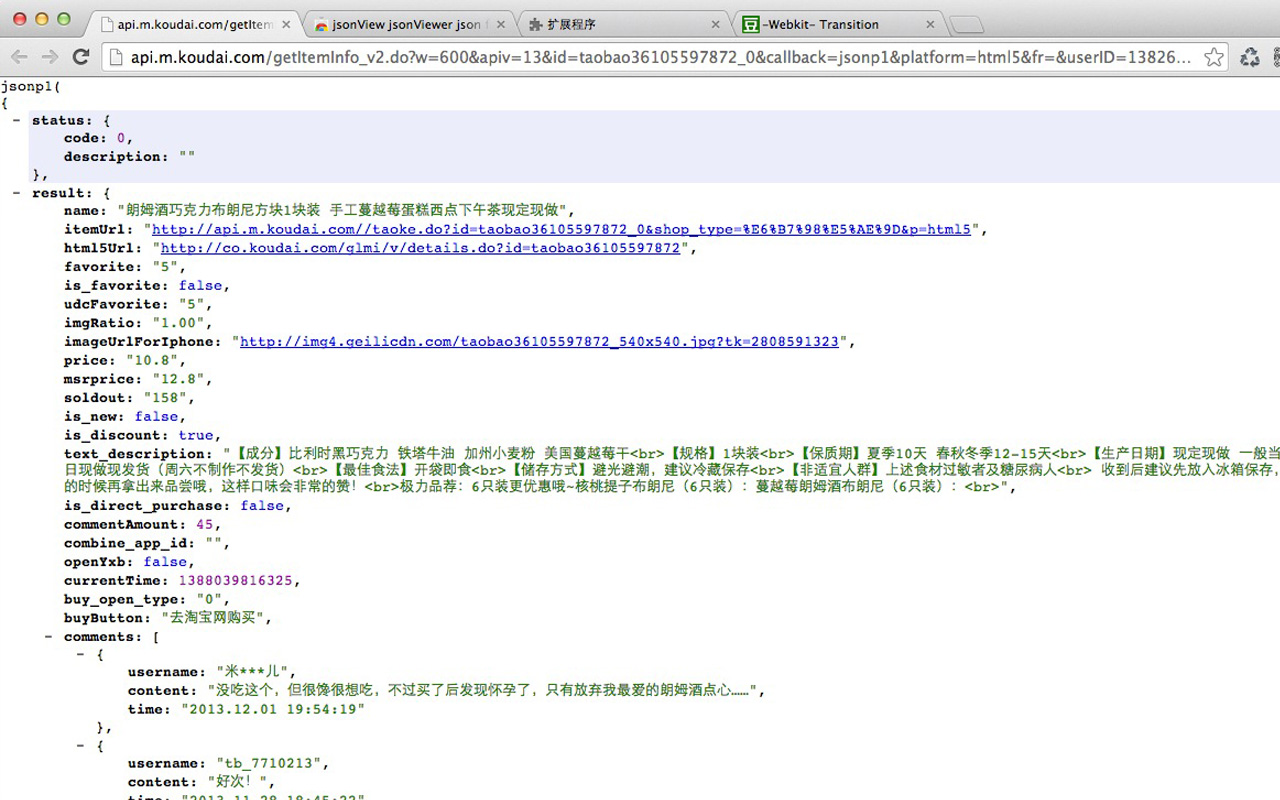 api.m.koudai.com/getItem
jsonView jsonViewer json f
扩展程序
豆 -Webkit- Transition
api.m.koudai.com/getItemInfo_v2.do?w=600&apiv=13&id=taobao36105597872_0&callback=jsonp1&platform=html5&fr=&userID=13826...
jsonp1(
{
- status: {
code: 0,
description: ""
},
- result: {
name: "朗姆酒巧克力布朗尼方块1块装 手工蔓越莓蛋糕西点下午茶现定现做",
itemUrl: "http://api.m.koudai.com//taoke.do?id=taobao36105597872_0&shop_type=%E6%B7%98%E5%AE%9D&p=html5",
html5Url: "http://co.koudai.com/glmi/v/details.do?id=taobao36105597872",
favorite: "5",
is_favorite: false,
udcFavorite: "5",
imgRatio: "1.00",
imageUrlForIphone: "http://img4.geilicdn.com/taobao36105597872_540x540.jpg?tk=2808591323",
price: "10.8",
msrprice: "12.8",
soldout: "158",
is_new: false,
is_discount: true,
text_description: "【成分】比利时黑巧克力 铁塔牛油 加州小麦粉 美国蔓越莓干<br>【规格】1块装<br>【保质期】夏季10天 春秋冬季12-15天<br>【生产日期】现定现做 一般当
日现做现发货（周六不制作不发货）<br>【最佳食法】开袋即食<br>【储存方式】避光避潮，建议冷藏保存<br>【非适宜人群】上述食材过敏者及糖尿病人<br> 收到后建议先放入冰箱保存，
的时候再拿出来品尝哦，这样口味会非常的赞！<br>极力品荐：6只装更优惠哦~核桃提子布朗尼（6只装）：蔓越莓朗姆酒布朗尼（6只装）：<br>",
is_direct_purchase: false,
commentAmount: 45,
combine_app_id: "",
openYxb: false,
currentTime: 1388039816325,
buy_open_type: "0",
buyButton: "去淘宝网购买",
- comments: [
- {
username: "米***儿",
content: "没吃这个，但很馋很想吃，不过买了后发现怀孕了，只有放弃我最爱的朗姆酒点心……",
time: "2013.12.01 19:54:19"
},
- {
username: "tb_7710213",
content: "好次！",
time: "2013.11.28 18:45:22"